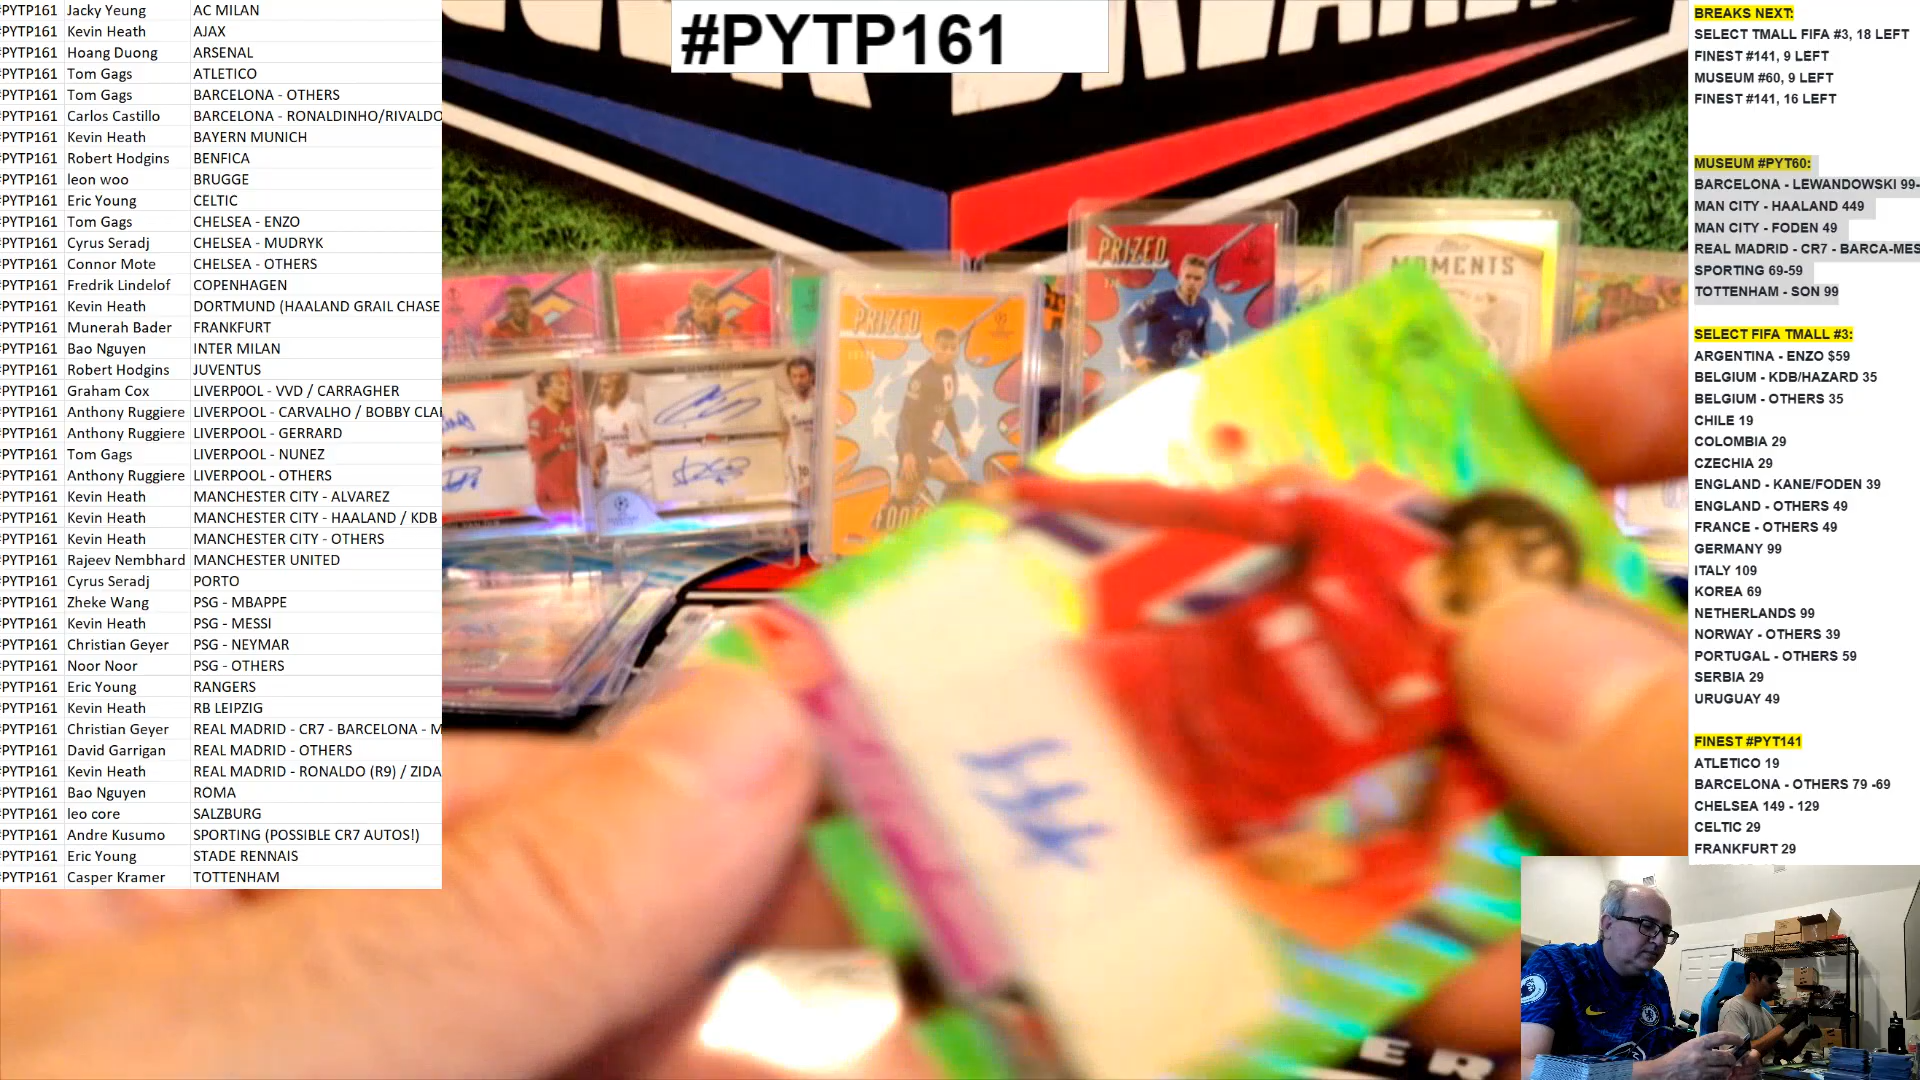 #PYTP161 Jacky Yeung AC MILAN
#PYTP161 Kevin Heath AJAX
#PYTP161 Hoang Duong ARSENAL
#PYTP161 Tom Gags ATLETICO
#PYTP161 Tom Gags BARCELONA - OTHERS
#PYTP161 Carlos Castillo BARCELONA - RONALDINHO/RIVALDO
#PYTP161 Kevin Heath BAYERN MUNICH
#PYTP161 Robert Hodgins BENFICA
#PYTP161 leon woo BRUGGE
#PYTP161 Eric Young CELTIC
#PYTP161 Tom Gags CHELSEA - ENZO
#PYTP161 Cyrus Seradj CHELSEA - MUDRYK
#PYTP161 Connor Mote CHELSEA - OTHERS
#PYTP161 Fredrik Lindelof COPENHAGEN
#PYTP161 Kevin Heath DORTMUND (HAALAND GRAIL CHASE
#PYTP161 Munerah Bader FRANKFURT
#PYTP161 Bao Nguyen INTER MILAN
#PYTP161 Robert Hodgins JUVENTUS
#PYTP161 Graham Cox LIVERP0OL - VVD / CARRAGHER
#PYTP161 Anthony Ruggiere LIVERPOOL - CARVALHO / BOBBY CLA
#PYTP161 Anthony Ruggiere LIVERPOOL - GERRARD
#PYTP161 Tom Gags LIVERPOOL - NUNEZ
#PYTP161 Anthony Ruggiere LIVERPOOL - OTHERS
#PYTP161 Kevin Heath MANCHESTER CITY - ALVAREZ
#PYTP161 Kevin Heath MANCHESTER CITY - HAALAND / KDB
#PYTP161 Kevin Heath MANCHESTER CITY - OTHERS
#PYTP161 Rajeev Nembhard MANCHESTER UNITED
#PYTP161 Cyrus Seradj PORTO
#PYTP161 Zheke Wang PSG - MBAPPE
#PYTP161 Kevin Heath PSG - MESSI
#PYTP161 Christian Geyer PSG - NEYMAR
#PYTP161 Noor Noor PSG - OTHERS
#PYTP161 Eric Young RANGERS
#PYTP161 Kevin Heath RB LEIPZIG
#PYTP161 Christian Geyer REAL MADRID - CR7 - BARCELONA - M
#PYTP161 David Garrigan REAL MADRID - OTHERS
#PYTP161 Kevin Heath REAL MADRID - RONALDO (R9) / ZIDA
#PYTP161 Bao Nguyen ROMA
#PYTP161 leo core SALZBURG
#PYTP161 Andre Kusumo SPORTING (POSSIBLE CR7 AUTOS!)
#PYTP161 Eric Young STADE RENNAIS
#PYTP161 Casper Kramer TOTTENHAM
#PYTP161
PRIZED
PRIZED
MOMENTS
BREAKS NEXT:
SELECT TMALL FIFA #3, 18 LEFT
FINEST #141, 9 LEFT
MUSEUM #60, 9 LEFT
FINEST #141, 16 LEFT
MUSEUM #PYT60:
BARCELONA - LEWANDOWSKI 99-
MAN CITY - HAALAND 449
MAN CITY - FODEN 49
REAL MADRID - CR7 - BARCA-MES
SPORTING 69-59
TOTTENHAM - SON 99
SELECT FIFA TMALL #3:
ARGENTINA - ENZO $59
BELGIUM - KDB/HAZARD 35
BELGIUM - OTHERS 35
CHILE 19
COLOMBIA 29
CZECHIA 29
ENGLAND - KANE/FODEN 39
ENGLAND - OTHERS 49
FRANCE - OTHERS 49
GERMANY 99
ITALY 109
KOREA 69
NETHERLANDS 99
NORWAY - OTHERS 39
PORTUGAL - OTHERS 59
SERBIA 29
URUGUAY 49
FINEST #PYT141
ATLETICO 19
BARCELONA - OTHERS 79 -69
CHELSEA 149 - 129
CELTIC 29
FRANKFURT 29